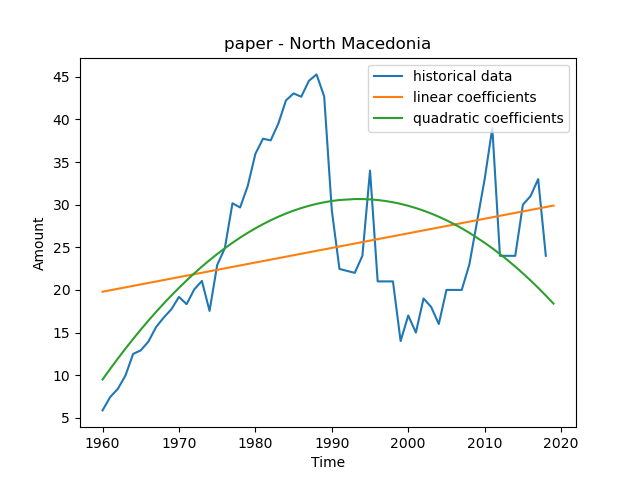 paper - North Macedonia
historical data
linear coefficients
quadratic coefficients
Amount
45
40
35
30
25
20
15
10
5
1960 1970 1980 1990 2000 2010 2020
Time